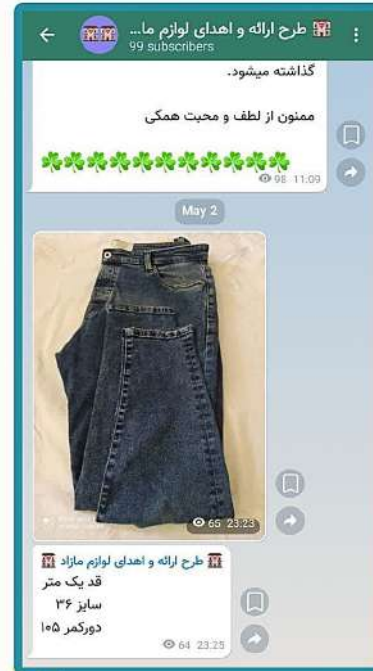 طرح ارائه و اهدای لوازم ما...
99 subscribers
گذاشته میشود.
ممنون از لطف و محبت همکی
98 11:09
May 2
65 23:23
طرح ارائه و اهدای لوازم مازاد
قد یک متر
سایز ۳۶
دورکمر ۱۰۵
64 23:25